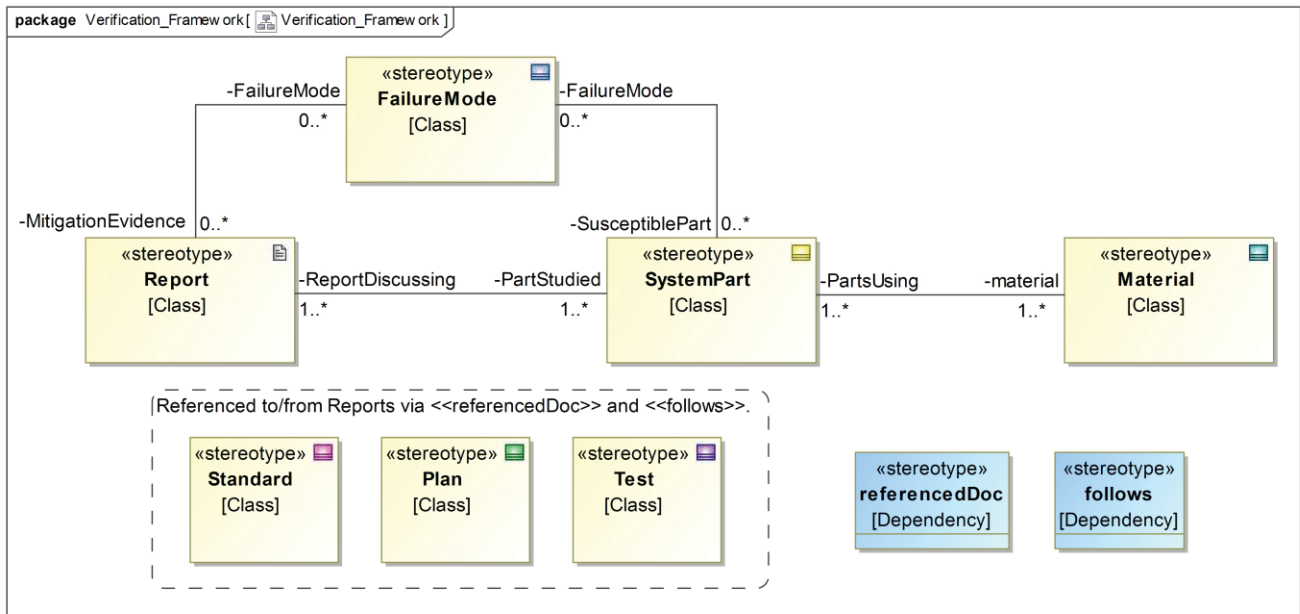 package Verification_Framework[ Verification_Framework ]
«stereotype»
FailureMode
[Class]
-FailureMode
0..*
-FailureMode
0..*
-MitigationEvidence
0..*
-SusceptiblePart
0..*
«stereotype»
Report
[Class]
-ReportDiscussing
1..*
-PartStudied
1..*
«stereotype»
SystemPart
[Class]
-PartsUsing
1..*
-material
1..*
«stereotype»
Material
[Class]
Referenced to/from Reports via <<referencedDoc>> and <<follows>>.
«stereotype»
Standard
[Class]
«stereotype»
Plan
[Class]
«stereotype»
Test
[Class]
«stereotype»
referencedDoc
[Dependency]
«stereotype»
follows
[Dependency]